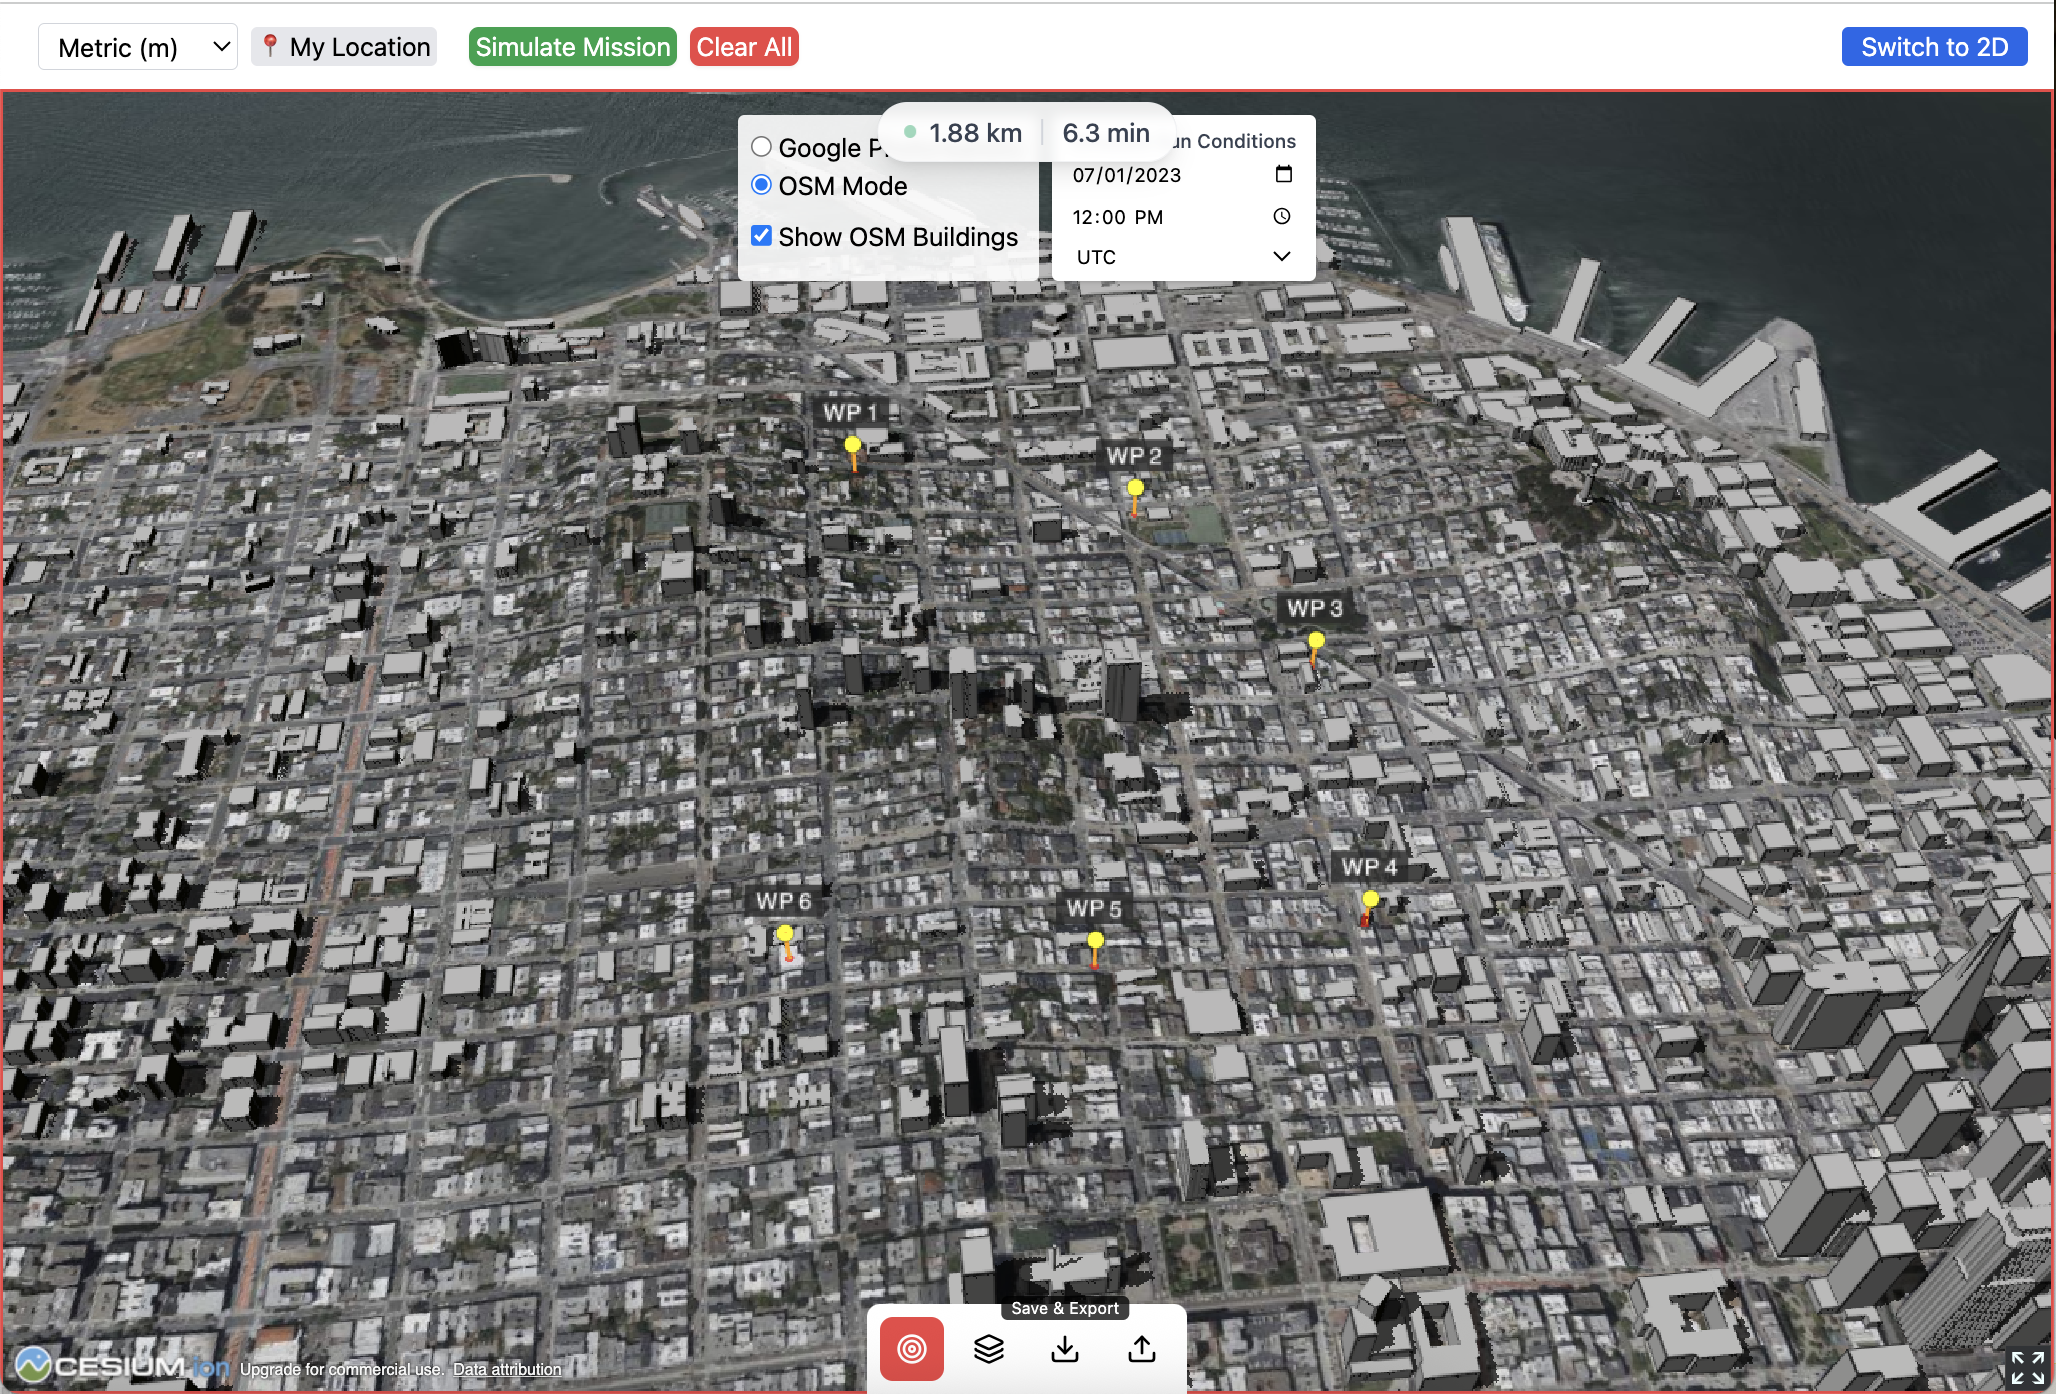 Metric (m)
My Location
Simulate Mission
Clear All
Switch to 2D
1.88 km
6.3 min
Google
OSM Mode
Show OSM Buildings
Conditions
07/01/2023
12:00 PM
UTC
WP 1
WP 2
WP 3
WP 4
WP 5
WP 6
Save & Export
CESIUM ion
Upgrade for commercial use. Data attribution